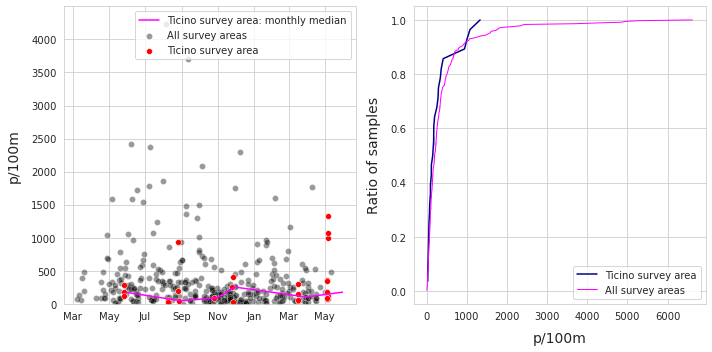 Ticino survey area: monthly median
All survey areas
Ticino survey area
p/100m
4000
3500
3000
2500
2000
1500
1000
500
0
Mar May Jul Sep Nov Jan Mar May
Ratio of samples
1.0
0.8
0.6
0.4
0.2
0.0
Ticino survey area
All survey areas
0 1000 2000 3000 4000 5000 6000
p/100m